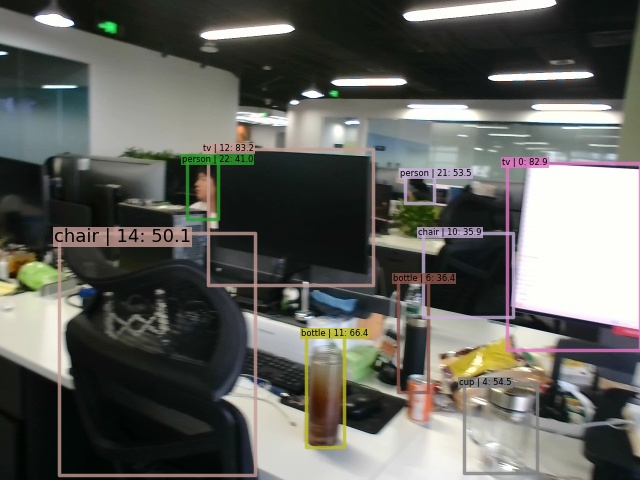 tv | 12: 83.2
person | 22: 41.0
tv | 0: 82.9
person | 21: 53.5
chair | 14: 50.1
chair | 10: 35.9
bottle | 6: 36.4
bottle | 11: 66.4
cup | 4: 54.5